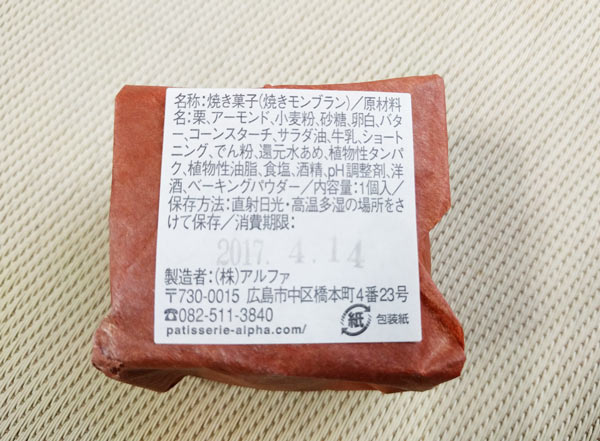 名称:焼き菓子(焼きモンブラン)/原材料
名:栗、アーモンド、小麦粉、砂糖、卵白、バタ
ー、コーンスターチ、サラダ油、牛乳、ショート
ニング、でん粉、還元水あめ、植物性タンパ
ク、植物性油脂、食塩、酒精、pH調整剤、洋
酒、ベーキングパウダー/内容量:1個入/
保存方法:直射日光・高温多湿の場所をさ
けて保存/消費期限:
2017. 4. 14
製造者:(株)アルファ
〒730-0015 広島市中区橋本町4番23号
☎082-511-3840
patisserie-alpha.com/
紙 包装紙